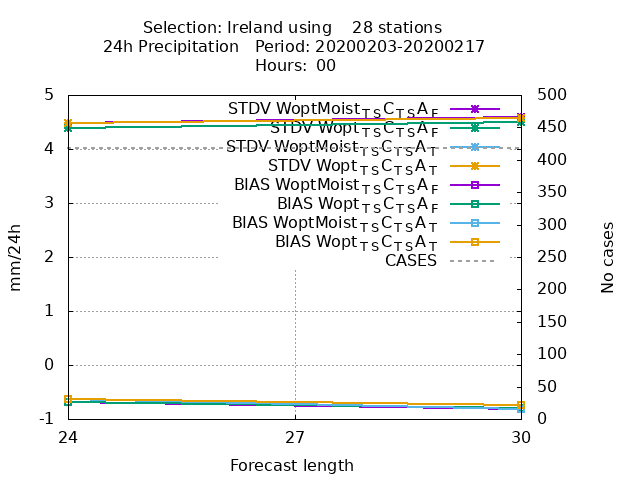 Selection: Ireland using 28 stations
24h Precipitation Period: 20200203-20200217
Hours: 00
5
4
3
2
1
0
-1
mm/24h
STDV WoptMoist_TS C_TS A_F
STDV Wopt_TS C_TS A_F
STDV WoptMoist_TS C_TS A_T
STDV Wopt_TS C_TS A_T
BIAS WoptMoist_TS C_TS A_F
BIAS Wopt_TS C_TS A_F
BIAS WoptMoist_TS C_TS A_T
BIAS Wopt_TS C_TS A_T
CASES
500
450
400
350
300
250
200
150
100
50
0
No cases
24 27 30
Forecast length